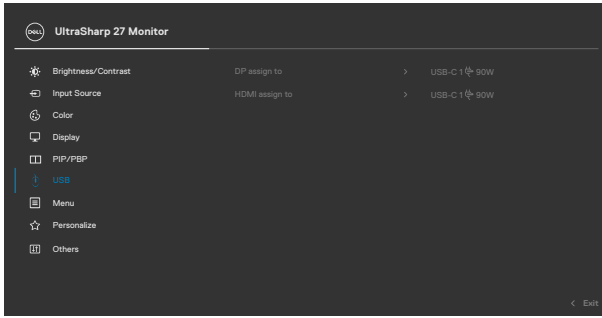 DELL
UltraSharp 27 Monitor
Brightness/Contrast
DP assign to > USB-C 1 90W
Input Source
HDMI assign to > USB-C 1 90W
Color
Display
PIP/PBP
USB
Menu
Personalize
Others
< Exit